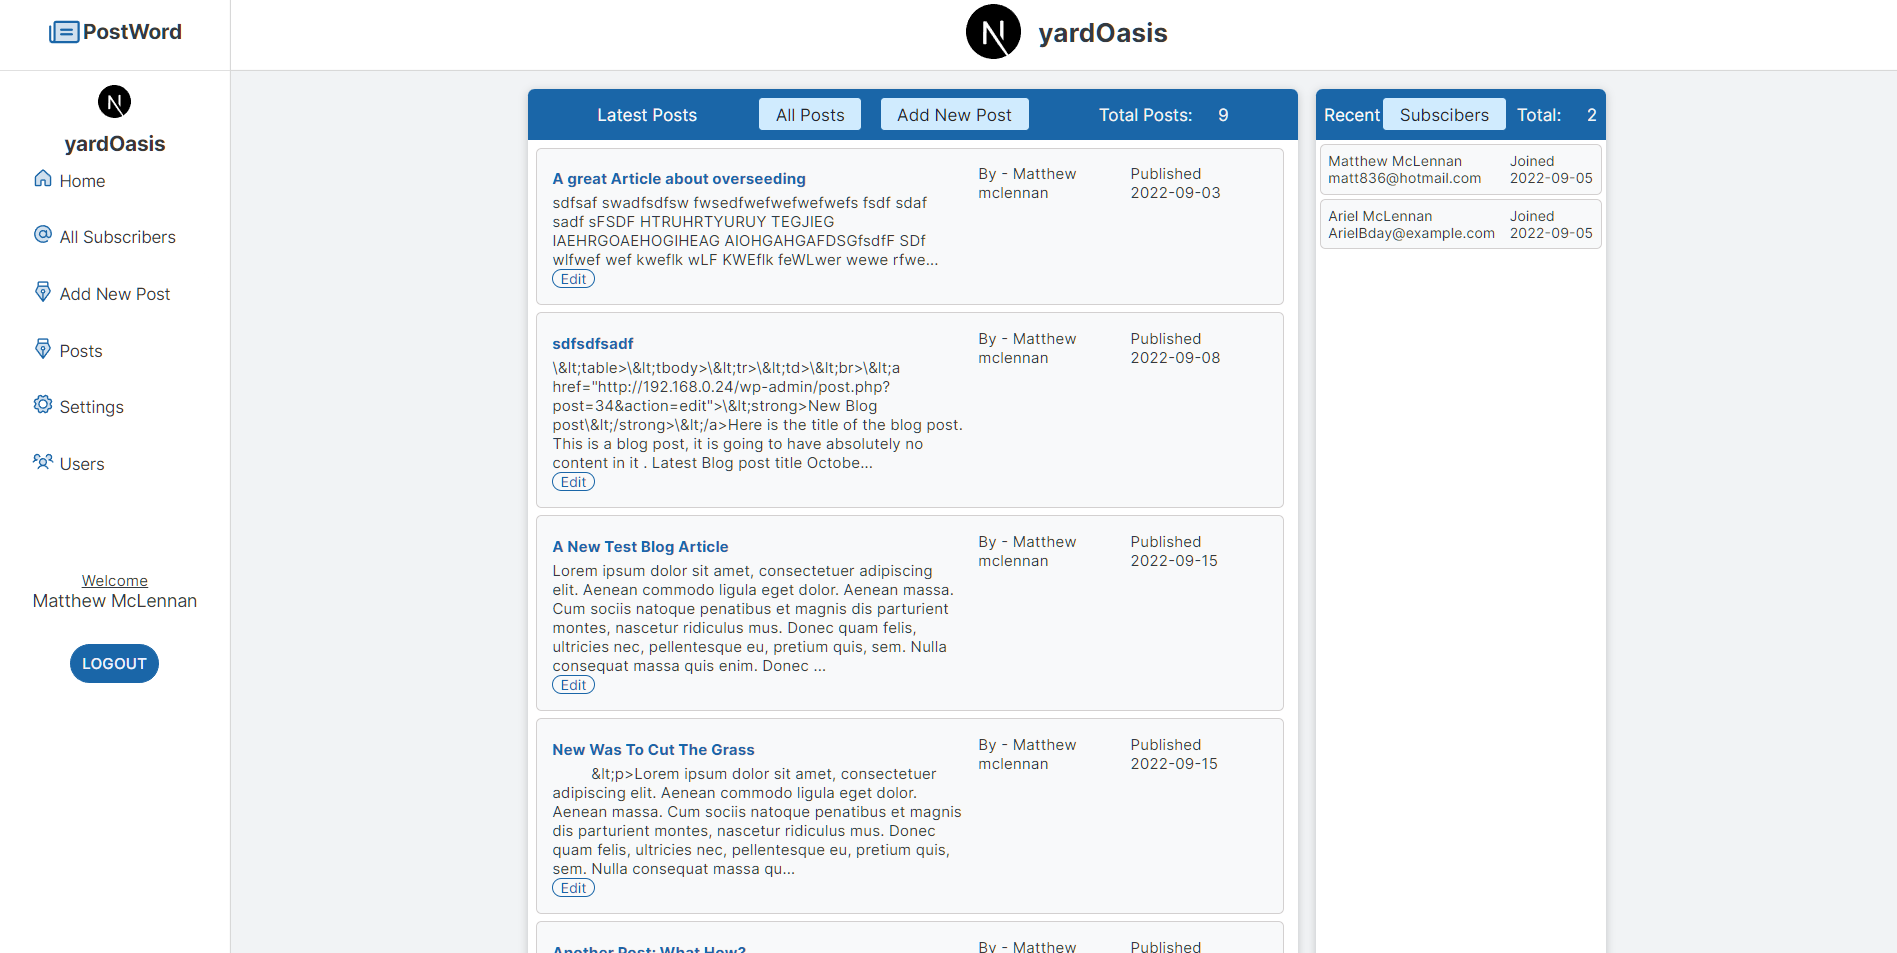 PostWord
yardOasis
yardOasis
Home
All Subscribers
Add New Post
Posts
Settings
Users
Welcome
Matthew McLennan
LOGOUT
Latest Posts All Posts Add New Post Total Posts: 9
A great Article about overseeding
sdfsaf swadfsdfsw fwsedfwefwefwefwefs fsdf sdaf
sadf sFSDF HTRUHRTYURUY TEGJIEG
IAEHRGOAEHOGIHEAG AIOHGAHGAFDSGfsdfF SDf
wlfwef wef kweflk wLF KWEflk feWLwer wewe rfwe...
Edit
By - Matthew
mclennan
Published
2022-09-03
sdfsdfsadf
\&lt;table>\&lt;tbody>\&lt;tr>\&lt;td>\&lt;br>\&lt;a
href="http://192.168.0.24/wp-admin/post.php?
post=34&action=edit">\&lt;strong>New Blog
post\&lt;/strong>\&lt;/a>Here is the title of the blog post.
This is a blog post, it is going to have absolutely no
content in it . Latest Blog post title Octobe...
Edit
By - Matthew
mclennan
Published
2022-09-08
A New Test Blog Article
Lorem ipsum dolor sit amet, consectetuer adipiscing
elit. Aenean commodo ligula eget dolor. Aenean massa.
Cum sociis natoque penatibus et magnis dis parturient
montes, nascetur ridiculus mus. Donec quam felis,
ultricies nec, pellentesque eu, pretium quis, sem. Nulla
consequat massa quis enim. Donec ...
Edit
By - Matthew
mclennan
Published
2022-09-15
New Was To Cut The Grass
&lt;p>Lorem ipsum dolor sit amet, consectetuer
adipiscing elit. Aenean commodo ligula eget dolor.
Aenean massa. Cum sociis natoque penatibus et magnis
dis parturient montes, nascetur ridiculus mus. Donec
quam felis, ultricies nec, pellentesque eu, pretium quis,
sem. Nulla consequat massa qu...
Edit
By - Matthew
mclennan
Published
2022-09-15
Another Post: What How?
By - Matthew
Published
Recent Subscibers Total: 2
Matthew McLennan
matt836@hotmail.com
Joined
2022-09-05
Ariel McLennan
ArielBday@example.com
Joined
2022-09-05